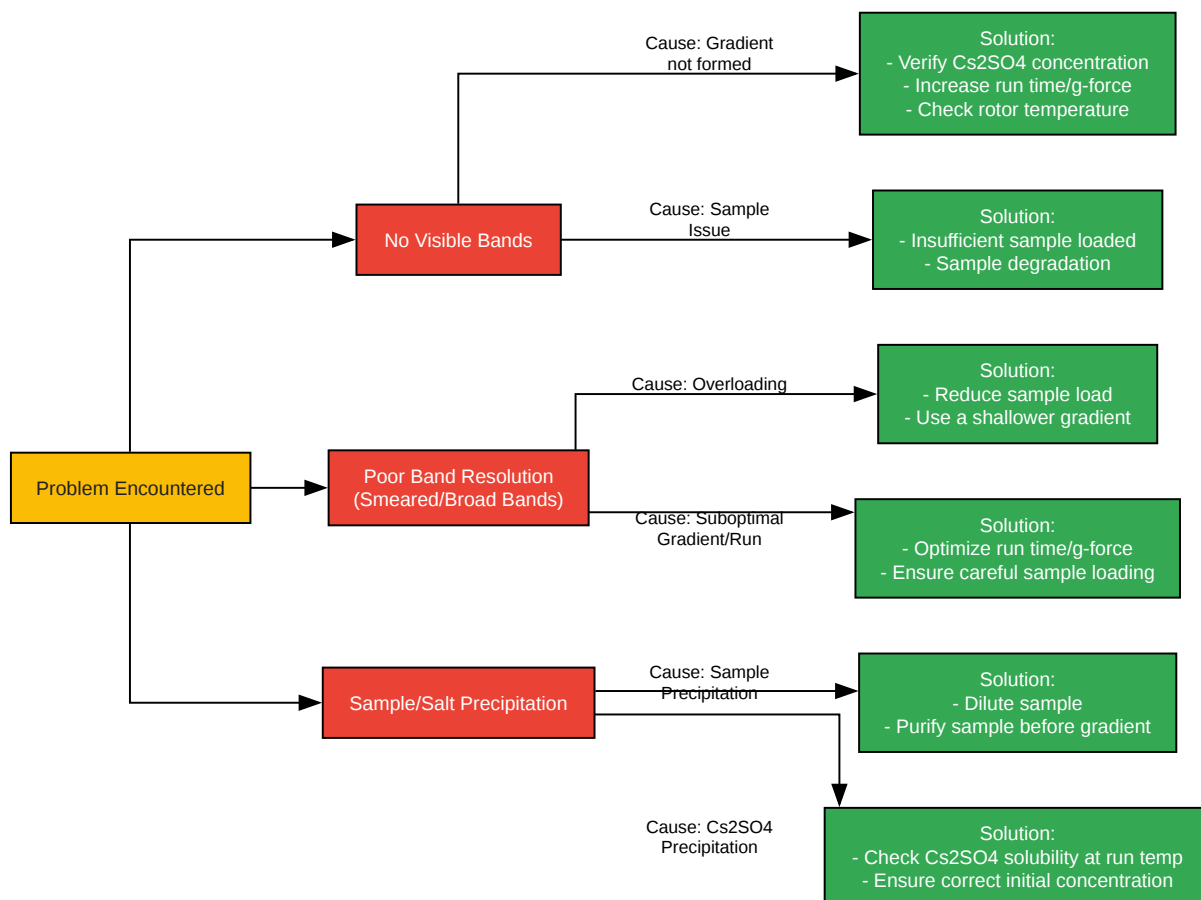 Cause: Gradient
not formed
Solution:
- Verify Cs2SO4 concentration
- Increase run time/g-force
- Check rotor temperature
No Visible Bands
Cause: Sample
Issue
Solution:
- Insufficient sample loaded
- Sample degradation
Problem Encountered
Poor Band Resolution
(Smeared/Broad Bands)
Cause: Overloading
Solution:
- Reduce sample load
- Use a shallower gradient
Cause: Suboptimal
Gradient/Run
Solution:
- Optimize run time/g-force
- Ensure careful sample loading
Sample/Salt Precipitation
Cause: Sample
Precipitation
Solution:
- Dilute sample
- Purify sample before gradient
Cause: Cs2SO4
Precipitation
Solution:
- Check Cs2SO4 solubility at run temp
- Ensure correct initial concentration